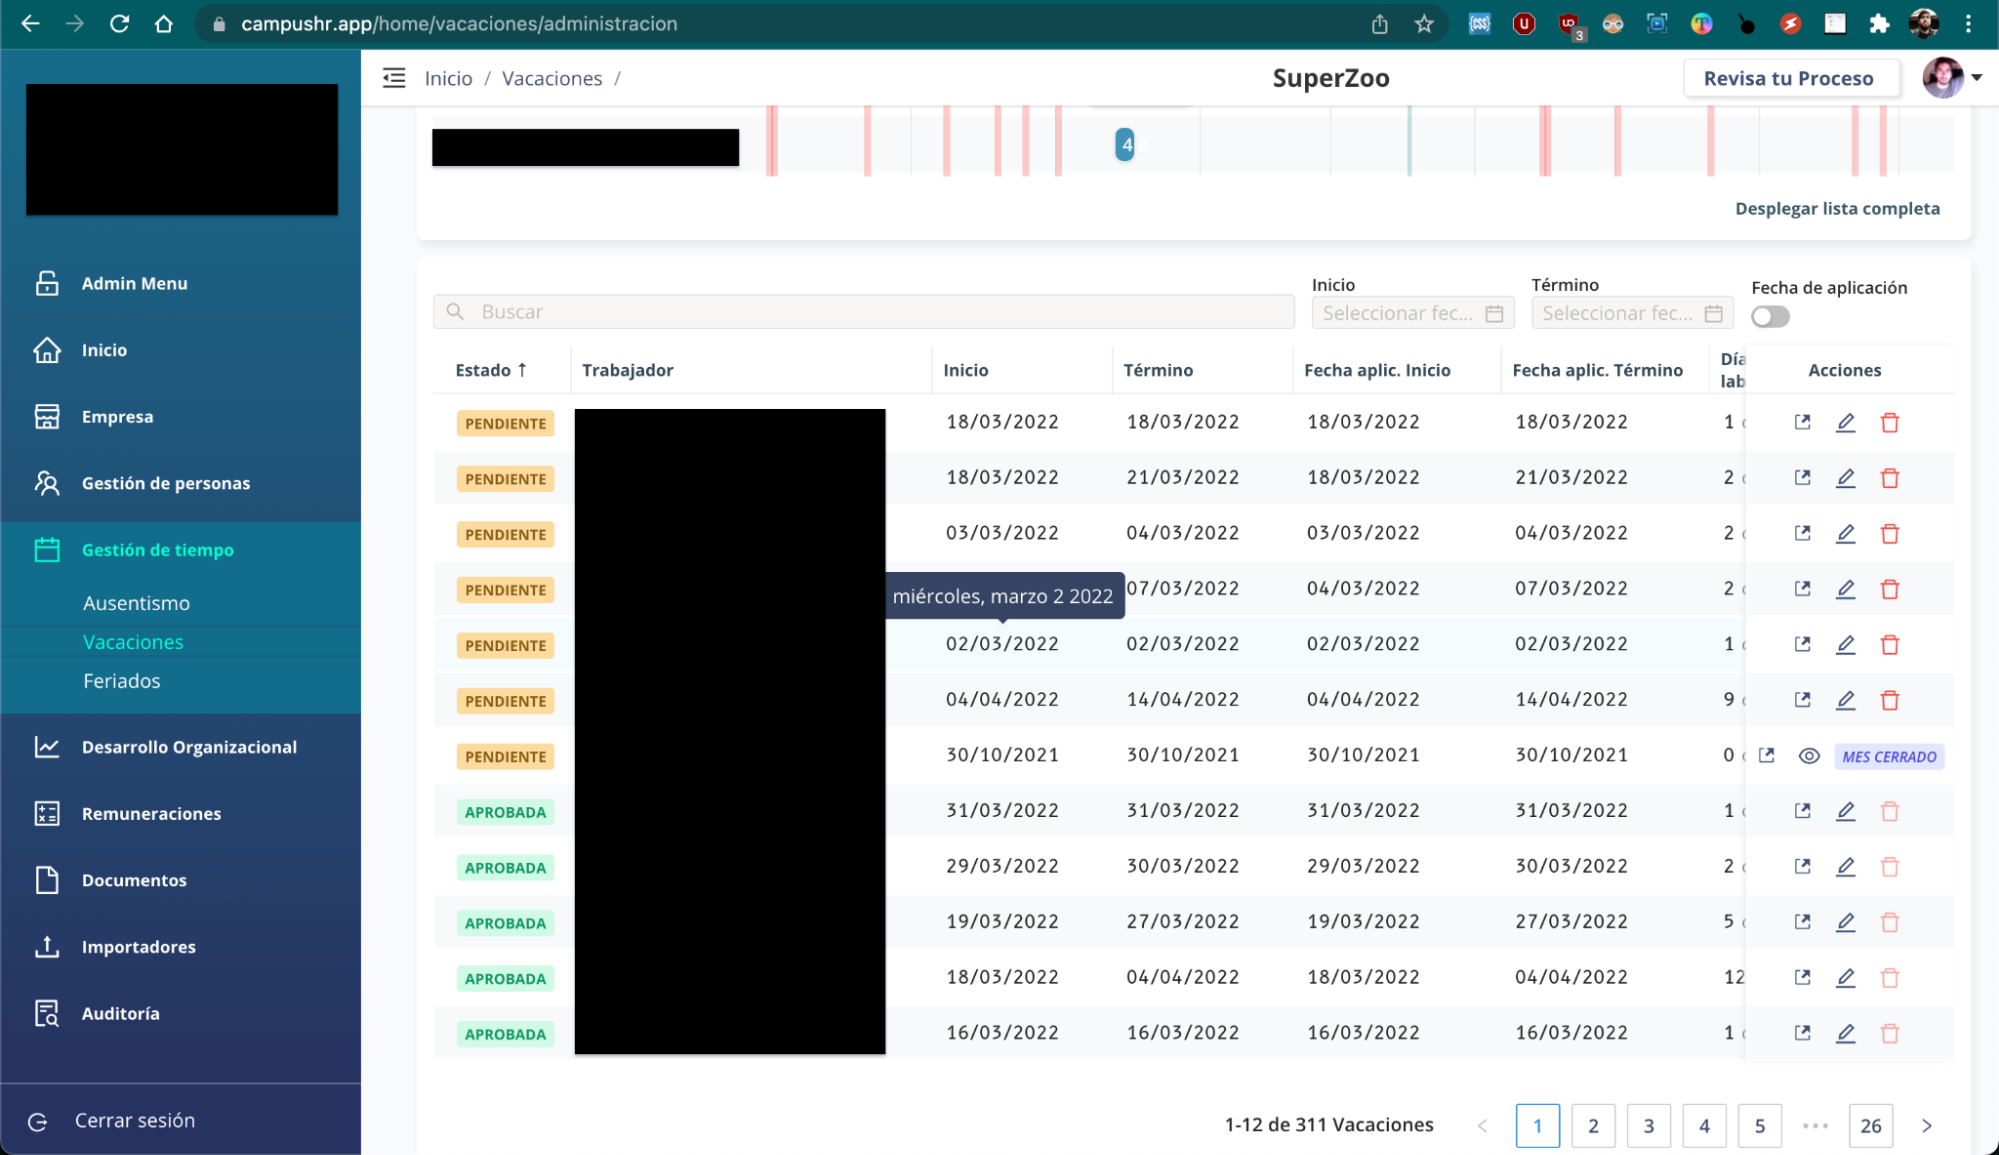 campushr.app/home/vacaciones/administracion
3
Inicio / Vacaciones /
SuperZoo
Revisa tu Proceso
4
Desplegar lista completa
Admin Menu
Inicio
Empresa
Gestión de personas
Gestión de tiempo
Ausentismo
Vacaciones
Feriados
Desarrollo Organizacional
Remuneraciones
Documentos
Importadores
Auditoría
Cerrar sesión
Inicio
Término
Fecha de aplicación
Buscar
Seleccionar fec...
Seleccionar fec...
Estado ↑ Trabajador Inicio Término Fecha aplic. Inicio Fecha aplic. Término Día lab Acciones
PENDIENTE 18/03/2022 18/03/2022 18/03/2022 18/03/2022 1
PENDIENTE 18/03/2022 21/03/2022 18/03/2022 21/03/2022 2
PENDIENTE 03/03/2022 04/03/2022 03/03/2022 04/03/2022 2
PENDIENTE 07/03/2022 04/03/2022 07/03/2022 2
miércoles, marzo 2 2022
PENDIENTE 02/03/2022 02/03/2022 02/03/2022 02/03/2022 1
PENDIENTE 04/04/2022 14/04/2022 04/04/2022 14/04/2022 9
PENDIENTE 30/10/2021 30/10/2021 30/10/2021 30/10/2021 0 MES CERRADO
APROBADA 31/03/2022 31/03/2022 31/03/2022 31/03/2022 1
APROBADA 29/03/2022 30/03/2022 29/03/2022 30/03/2022 2
APROBADA 19/03/2022 27/03/2022 19/03/2022 27/03/2022 5
APROBADA 18/03/2022 04/04/2022 18/03/2022 04/04/2022 12
APROBADA 16/03/2022 16/03/2022 16/03/2022 16/03/2022 1
1-12 de 311 Vacaciones < 1 2 3 4 5 ••• 26 >